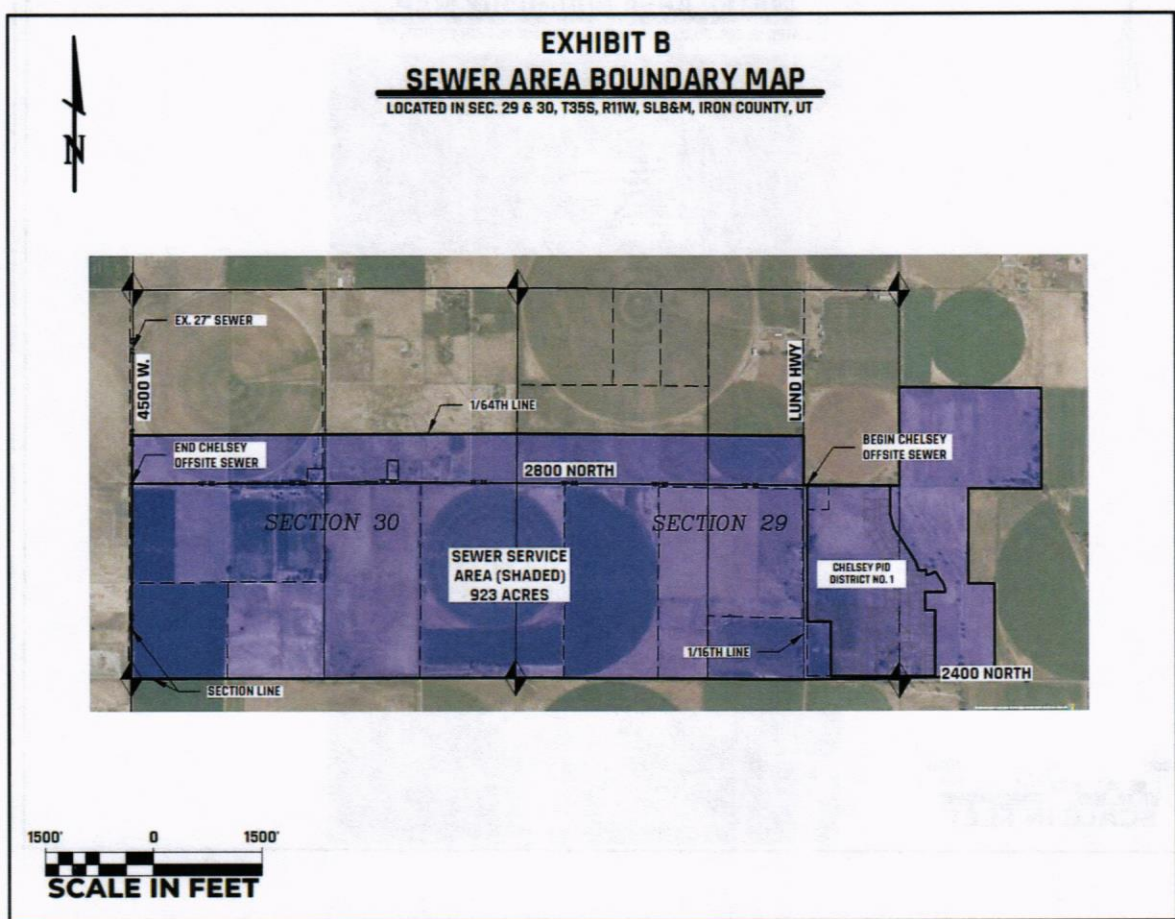 EXHIBIT B
SEWER AREA BOUNDARY MAP
LOCATED IN SEC. 29 & 30, T35S, R11W, SLB&M, IRON COUNTY, UT
N
EX. 27" SEWER
4500 W.
1/64TH LINE
LUND HWY
END CHELSEY
OFFSITE SEWER
2800 NORTH
BEGIN CHELSEY
OFFSITE SEWER
SECTION 30
SECTION 29
SEWER SERVICE
AREA (SHADED)
923 ACRES
CHELSEY PID
DISTRICT NO. 1
1/16TH LINE
SECTION LINE
2400 NORTH
1500' 0 1500'
SCALE IN FEET